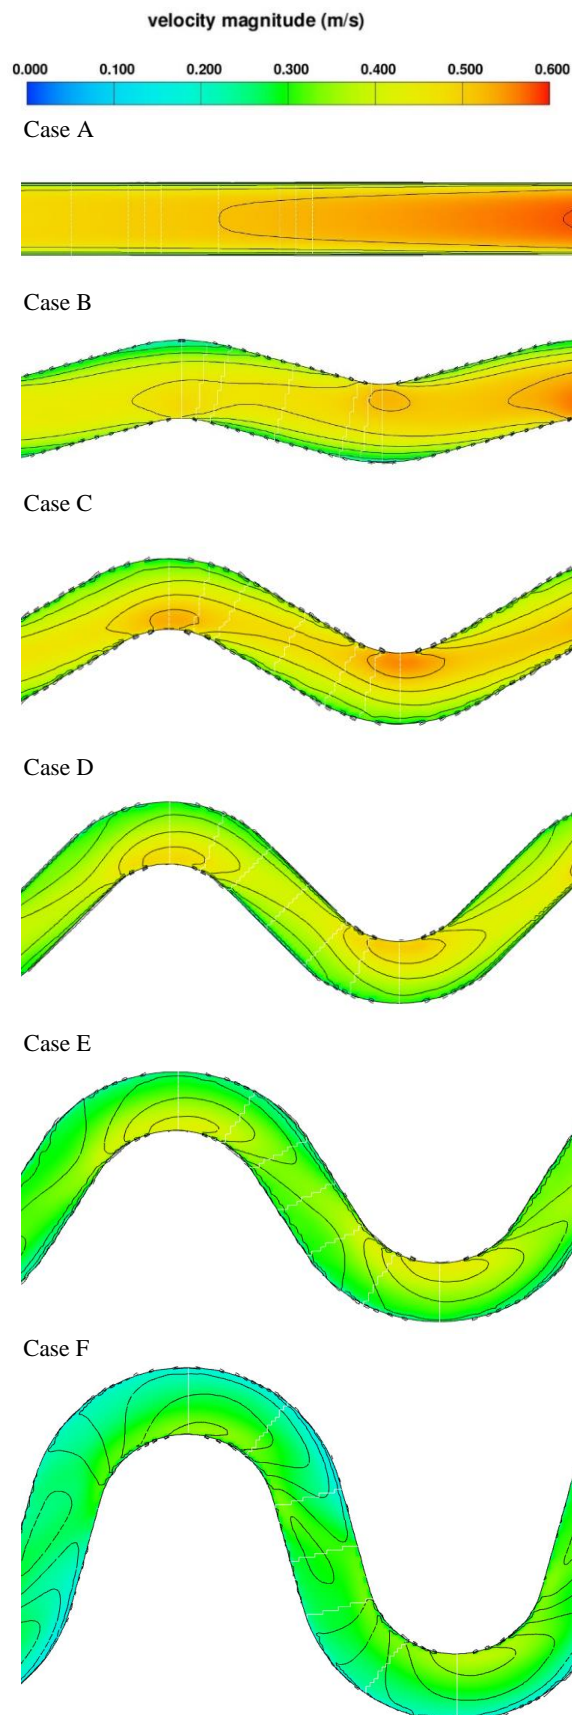 velocity magnitude (m/s)
0.000 0.100 0.200 0.300 0.400 0.500 0.600
Case A
Case B
Case C
Case D
Case E
Case F